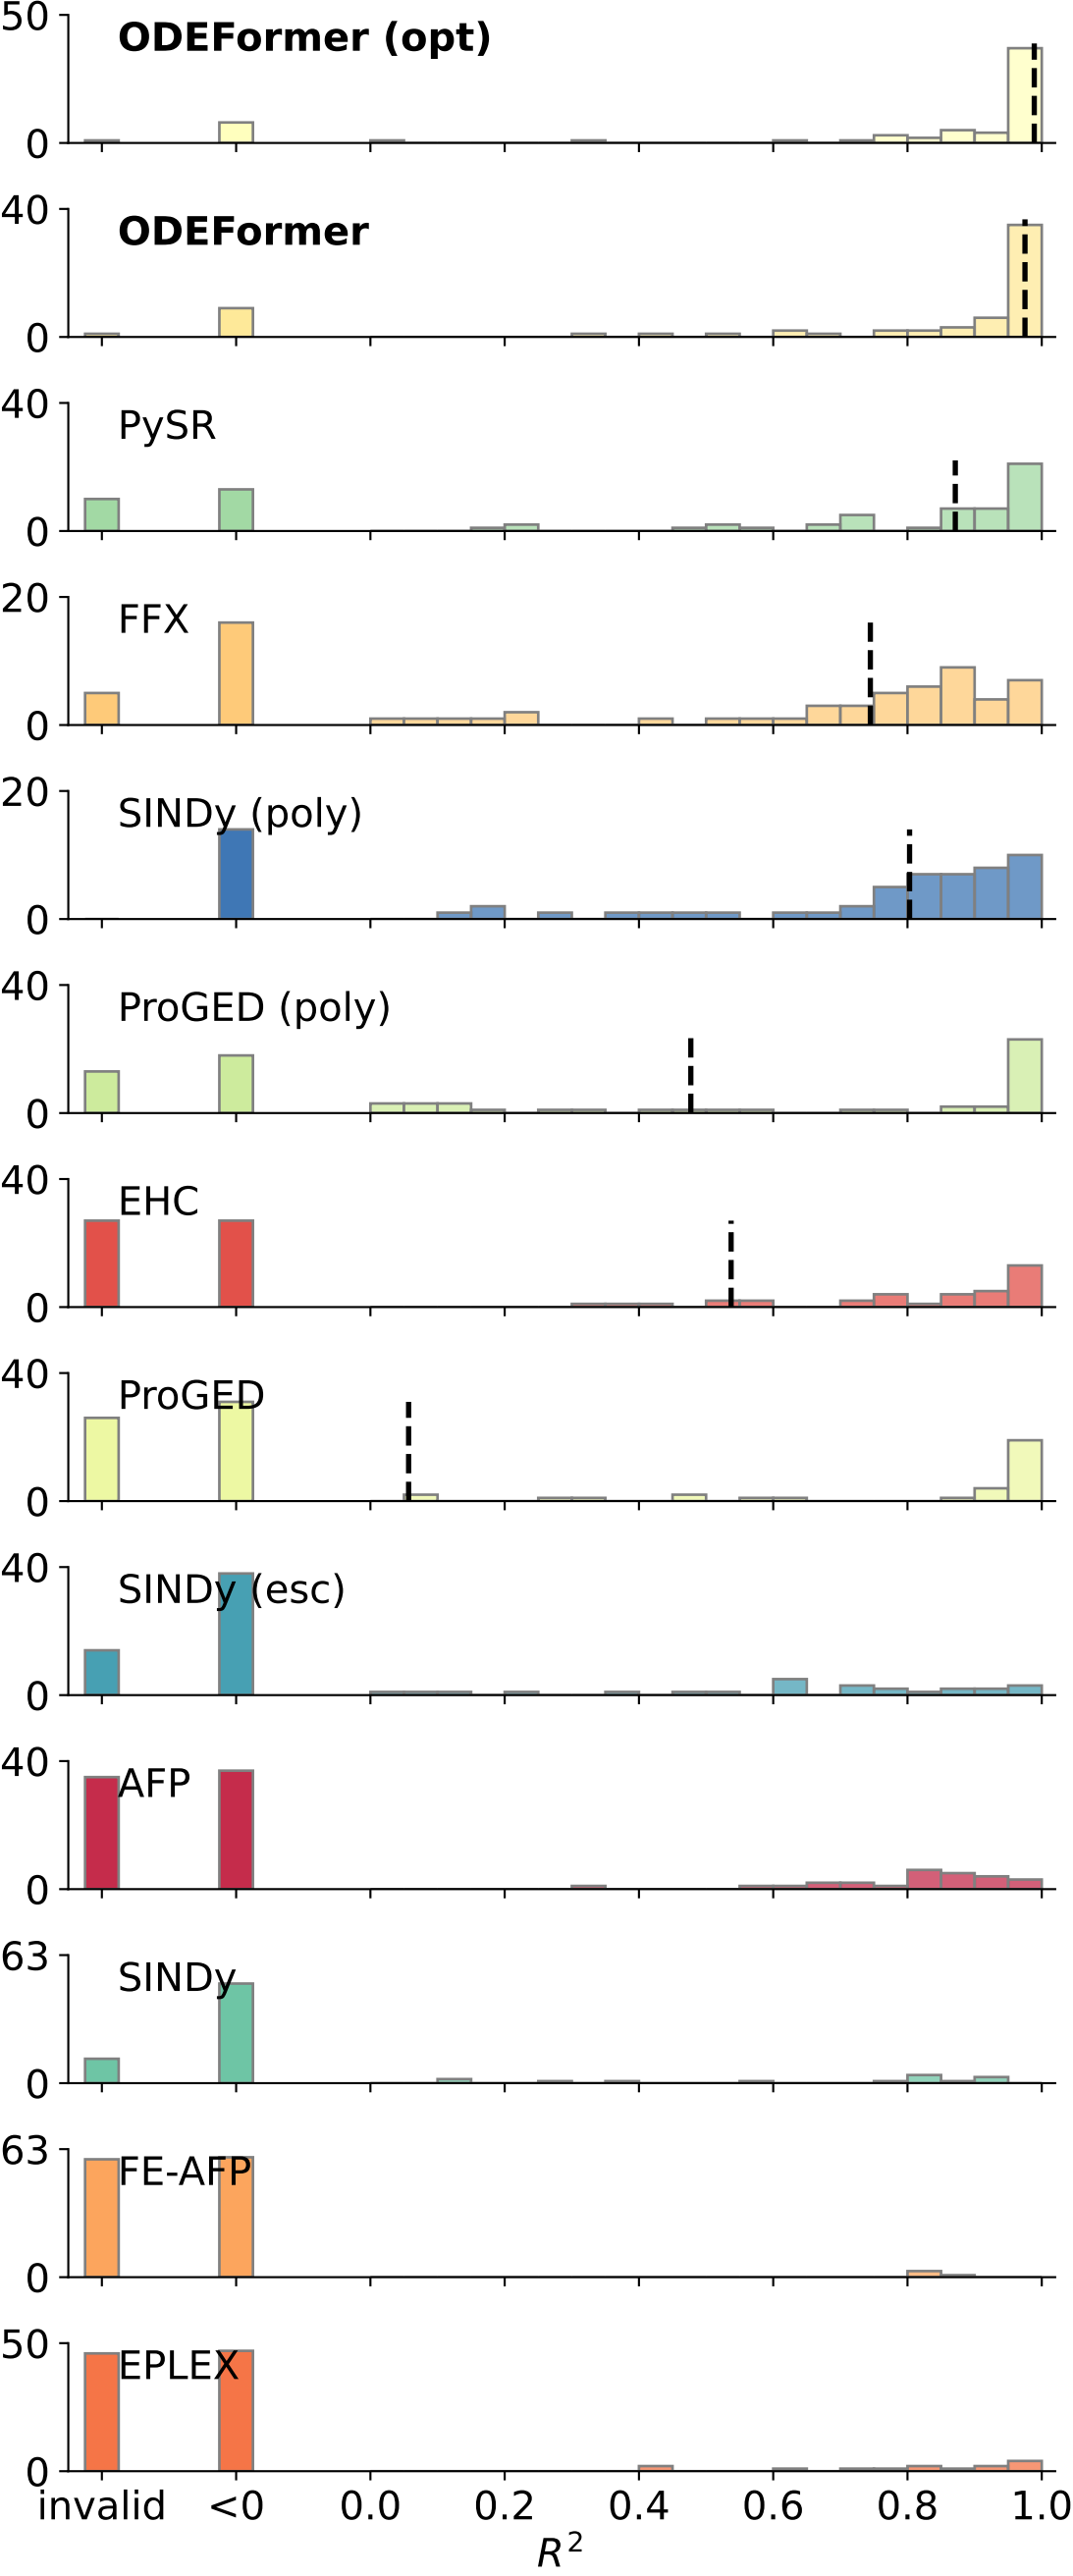 50
ODEFormer (opt)
0
40
ODEFormer
0
40
PySR
0
20
FFX
0
20
SINDy (poly)
0
40
ProGED (poly)
0
40
EHC
0
40
ProGED
0
40
SINDy (esc)
0
40
AFP
0
63
SINDy
0
63
FE-AFP
0
50
EPLEX
0
invalid <0 0.0 0.2 0.4 0.6 0.8 1.0
R²